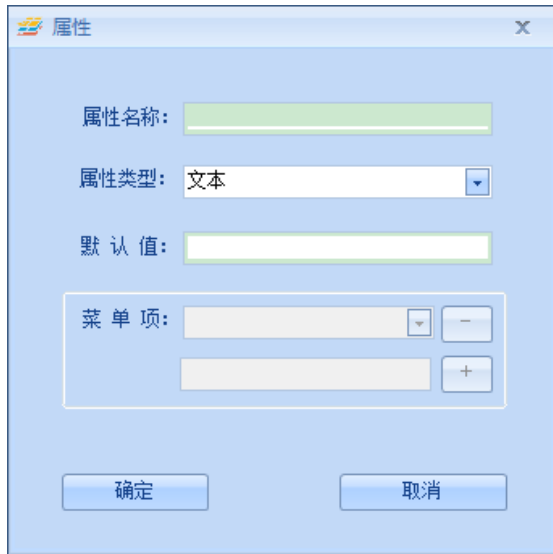 属性
属性名称：
属性类型： 文本
默 认 值：
菜 单 项： -
+
确定 取消